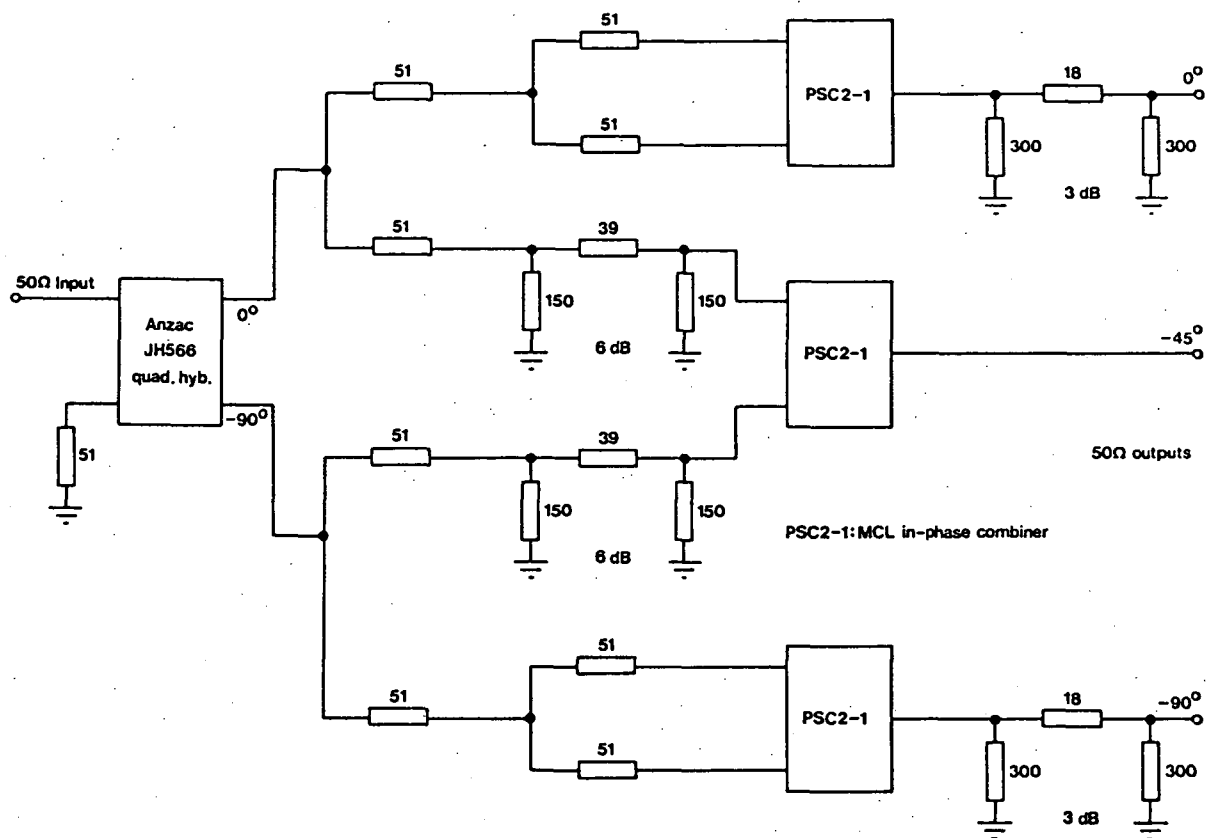 51
51
PSC2-1
18
0°
51
300
300
3 dB
51
39
50Ω Input
0°
150
150
6 dB
Anzac
JH566
quad. hyb.
PSC2-1
-45°
-90°
51
51
39
50Ω outputs
150
150
6 dB
PSC2-1: MCL in-phase combiner
51
51
PSC2-1
18
-90°
51
300
300
3 dB